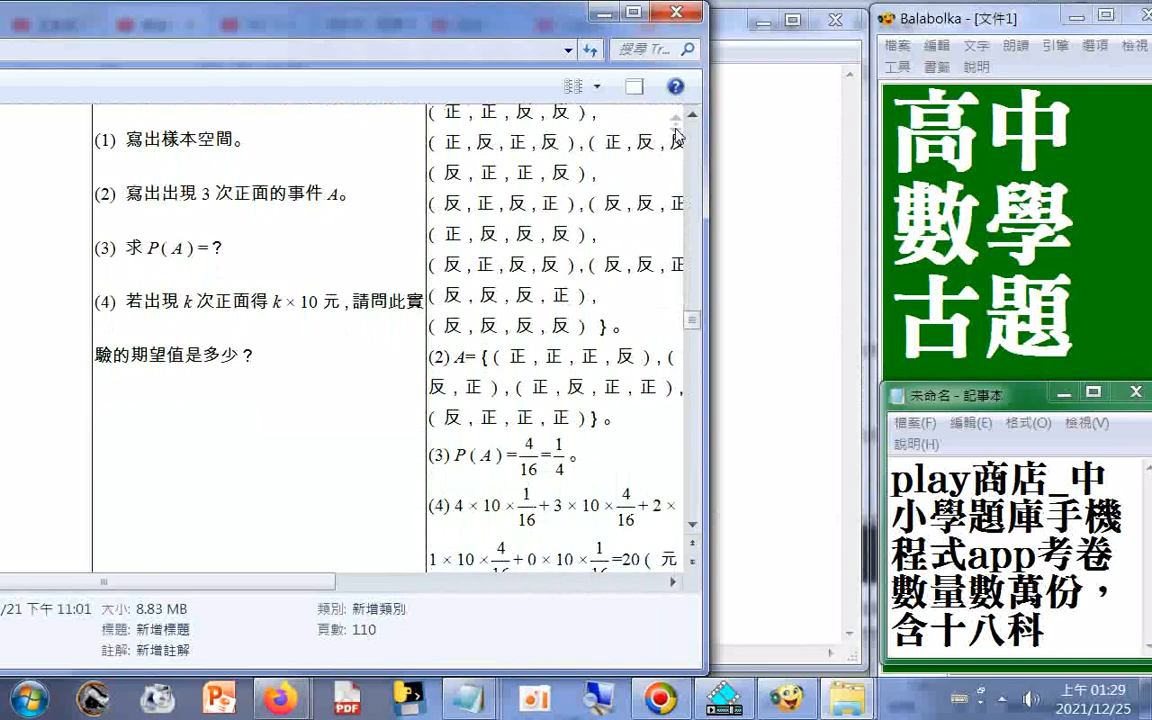 搜尋 Tr...
(1) 寫出樣本空間。
(2) 寫出出現 3 次正面的事件 A。
(3) 求 P( A ) = ?
(4) 若出現 k 次正面得 k × 10 元 , 請問此實
驗的期望值是多少 ?
( 正 , 正 , 反 , 反 ) ,
( 正 , 反 , 正 , 反 ) , ( 正 , 反 , 反
( 反 , 正 , 正 , 反 ) ,
( 反 , 正 , 反 , 正 ) , ( 反 , 反 , 正
( 正 , 反 , 反 , 反 ) ,
( 反 , 正 , 反 , 反 ) , ( 反 , 反 , 正
( 反 , 反 , 反 , 正 ) ,
( 反 , 反 , 反 , 反 ) } 。
(2) A= { ( 正 , 正 , 正 , 反 ) , (
反 , 正 ) , ( 正 , 反 , 正 , 正 ) ,
( 反 , 正 , 正 , 正 ) } 。
(3) P ( A ) = 4/16 = 1/4 。
(4) 4 × 10 × 1/16 + 3 × 10 × 4/16 + 2 ×
1 × 10 × 4/16 + 0 × 10 × 1/16 =20 ( 元
/21 下午 11:01 大小: 8.83 MB 類別: 新增類別
標題: 新增標題 頁數: 110
註解: 新增註解
Balabolka - [文件1]
檔案 編輯 文字 朗讀 引擎 選項 檢視
工具 書籤 說明
高中
數學
古題
未命名 - 記事本
檔案(F) 編輯(E) 格式(O) 檢視(V)
說明(H)
play商店_中
小學題庫手機
程式app考卷
數量數萬份，
含十八科
PDF
上午 01:29
2021/12/25